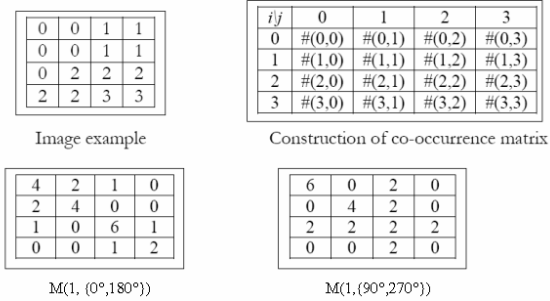 0 0 1 1
0 0 1 1
0 2 2 2
2 2 3 3
Image example
i\j 0 1 2 3
0 #(0,0) #(0,1) #(0,2) #(0,3)
1 #(1,0) #(1,1) #(1,2) #(1,3)
2 #(2,0) #(2,1) #(2,2) #(2,3)
3 #(3,0) #(3,1) #(3,2) #(3,3)
Construction of co-occurrence matrix
4 2 1 0
2 4 0 0
1 0 6 1
0 0 1 2
M(1, {0°,180°})
6 0 2 0
0 4 2 0
2 2 2 2
0 0 2 0
M(1,{90°,270°})